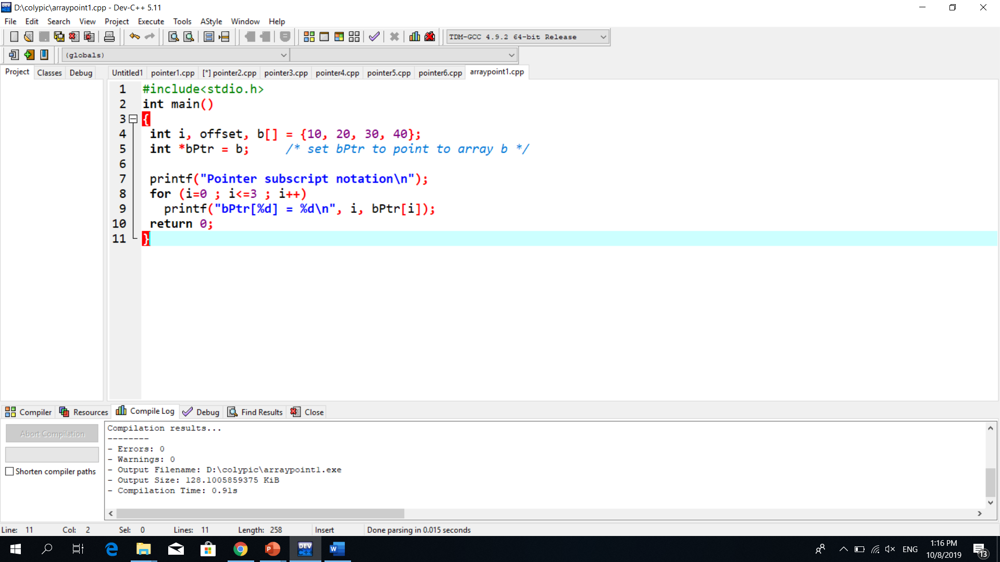 D:\colypic\arraypoint1.cpp - Dev-C++ 5.11
File Edit Search View Project Execute Tools AStyle Window Help
TDM-GCC 4.9.2 64-bit Release
(globals)
Project Classes Debug Untitled1 pointer1.cpp [*] pointer2.cpp pointer3.cpp pointer4.cpp pointer5.cpp pointer6.cpp arraypoint1.cpp
1 #include<stdio.h>
2 int main()
3 {
4 int i, offset, b[] = {10, 20, 30, 40};
5 int *bPtr = b; /* set bPtr to point to array b */
6
7 printf("Pointer subscript notation\n");
8 for (i=0 ; i<=3 ; i++)
9 printf("bPtr[%d] = %d\n", i, bPtr[i]);
10 return 0;
11 }
Compiler Resources Compile Log Debug Find Results Close
Abort Compilation
Shorten compiler paths
Compilation results...
--------
- Errors: 0
- Warnings: 0
- Output Filename: D:\colypic\arraypoint1.exe
- Output Size: 128.1005859375 KiB
- Compilation Time: 0.91s
Line: 11 Col: 2 Sel: 0 Lines: 11 Length: 258 Insert Done parsing in 0.015 seconds
DEV C++ ENG 1:16 PM
10/8/2019 13